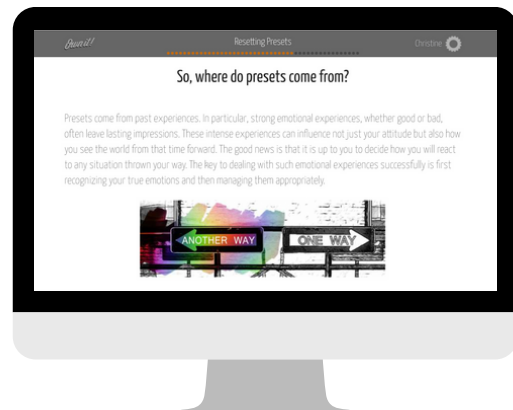 Own it!
Resetting Presets
Christine
So, where do presets come from?
Presets come from past experiences. In particular, strong emotional experiences, whether good or bad,
often leave lasting impressions. These intense experiences can influence not just your attitude but also how
you see the world from that time forward. The good news is that it is up to you to decide how you will react
to any situation thrown your way. The key to dealing with such emotional experiences successfully is first
recognizing your true emotions and then managing them appropriately.
ANOTHER WAY
ONE WAY